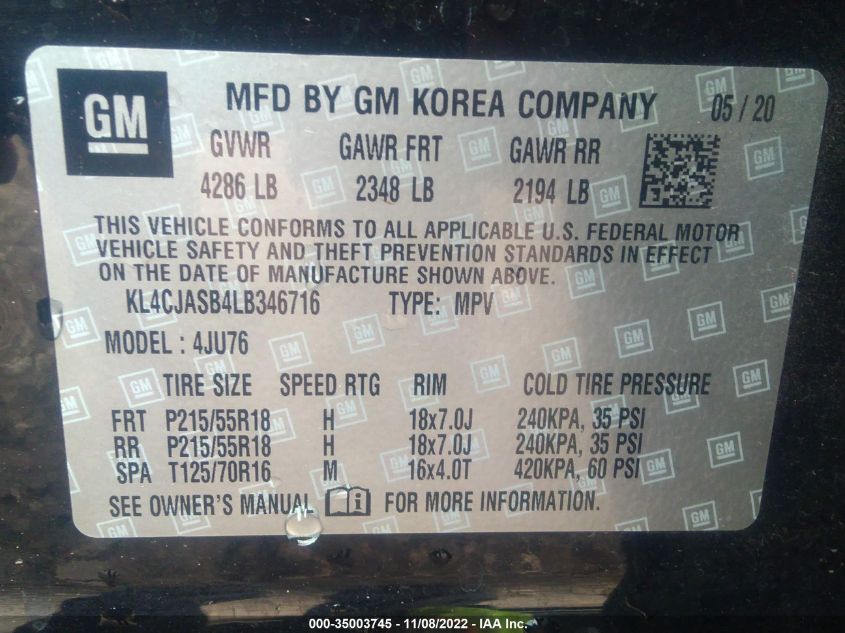 GM MFD BY GM KOREA COMPANY 05 / 20
GVWR GAWR FRT GAWR RR
4286 LB 2348 LB 2194 LB
THIS VEHICLE CONFORMS TO ALL APPLICABLE U.S. FEDERAL MOTOR
VEHICLE SAFETY AND THEFT PREVENTION STANDARDS IN EFFECT
ON THE DATE OF MANUFACTURE SHOWN ABOVE.
KL4CJASB4LB346716 TYPE: MPV
MODEL : 4JU76
TIRE SIZE SPEED RTG RIM COLD TIRE PRESSURE
FRT P215/55R18 H 18x7.0J 240KPA, 35 PSI
RR P215/55R18 H 18x7.0J 240KPA, 35 PSI
SPA T125/70R16 M 16x4.0T 420KPA, 60 PSI
SEE OWNER'S MANUAL FOR MORE INFORMATION.
000-35003745 - 11/08/2022 - IAA Inc.